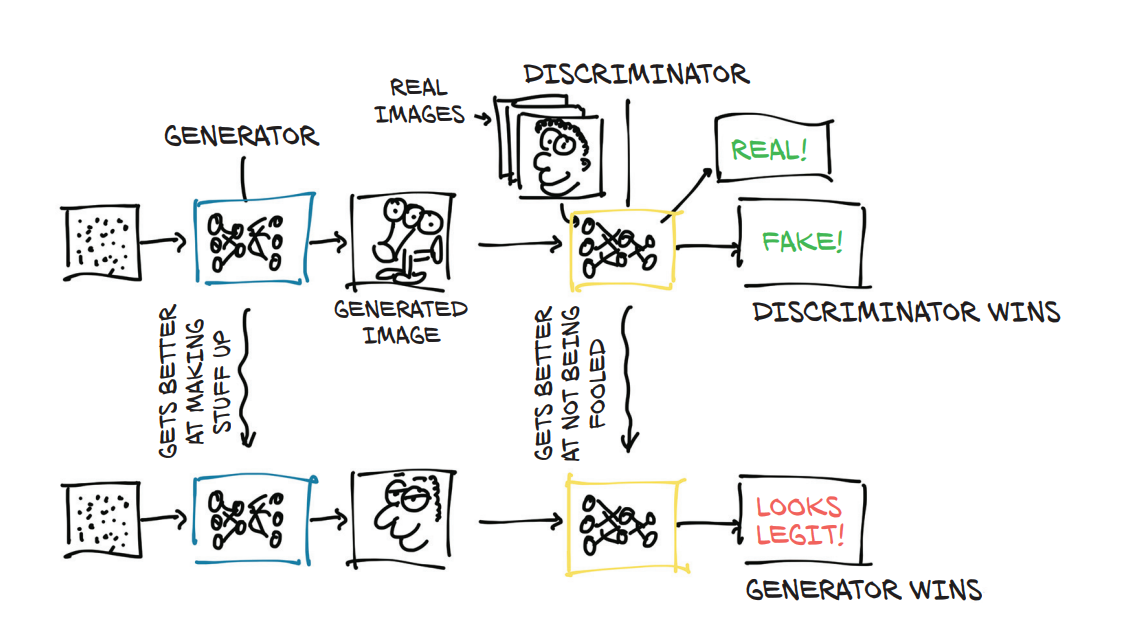 DISCRIMINATOR
REAL
IMAGES
GENERATOR
REAL!
FAKE!
GENERATED
IMAGE
DISCRIMINATOR WINS
GETS BETTER
AT MAKING
STUFF UP
GETS BETTER
AT NOT BEING
FOOLED
LOOKS
LEGIT!
GENERATOR WINS